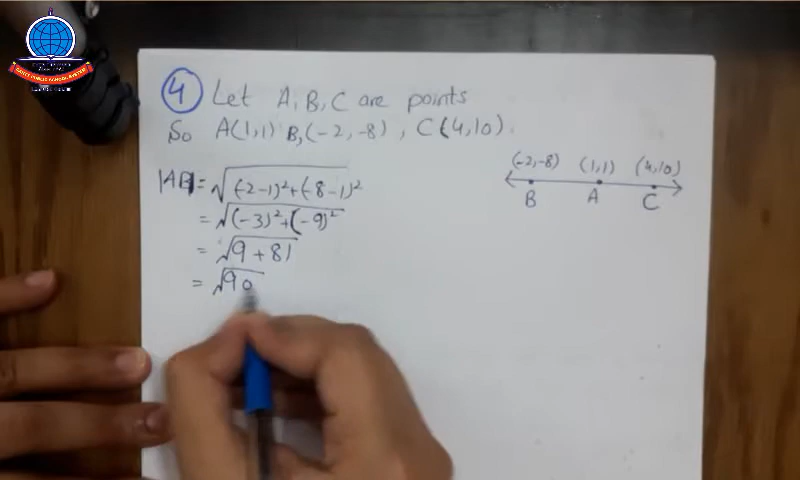 ④ Let A, B, C are points
So A(1,1) B,(-2,-8), C(4,10).
|AB| = √(-2-1)²+(-8-1)²
= √(-3)²+(-9)²
= √9+81
= √90
(-2,-8) (1,1) (4,10)
B A C